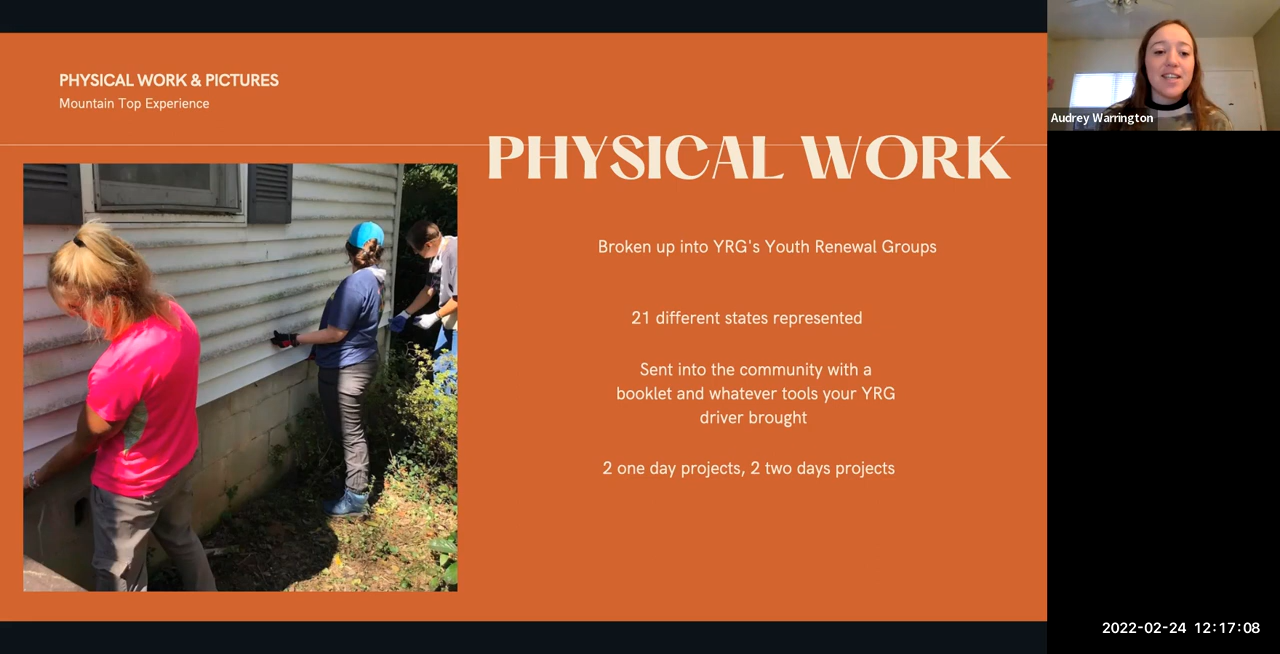 PHYSICAL WORK & PICTURES
Mountain Top Experience
PHYSICAL WORK
Broken up into YRG's Youth Renewal Groups
21 different states represented
Sent into the community with a
booklet and whatever tools your YRG
driver brought
2 one day projects, 2 two days projects
Audrey Warrington
2022-02-24 12:17:08